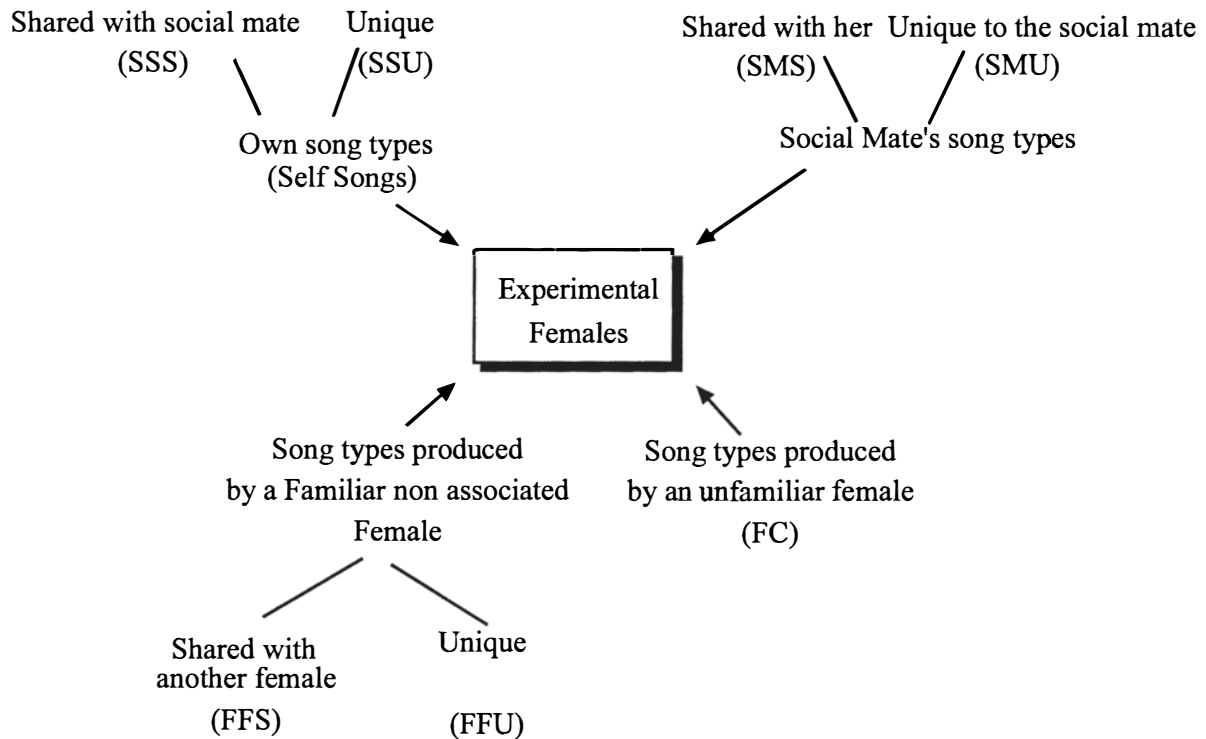 Shared with social mate
(SSS)
Unique
(SSU)
Own song types
(Self Songs)
Shared with her
(SMS)
Unique to the social mate
(SMU)
Social Mate's song types
Experimental
Females
Song types produced
by a Familiar non associated
Female
Song types produced
by an unfamiliar female
(FC)
Shared with
another female
(FFS)
Unique
(FFU)